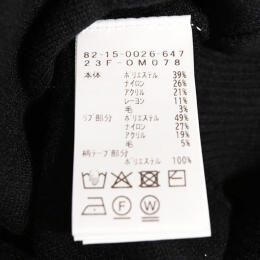 82-15-0026-647
23F-OM078
本体 ポリエステル 39%
ナイロン 26%
アクリル 21%
レーヨン 11%
毛 3%
リブ部分 ポリエステル 49%
ナイロン 27%
アクリル 19%
毛 5%
柄テープ部分
ポリエステル 100%
F W